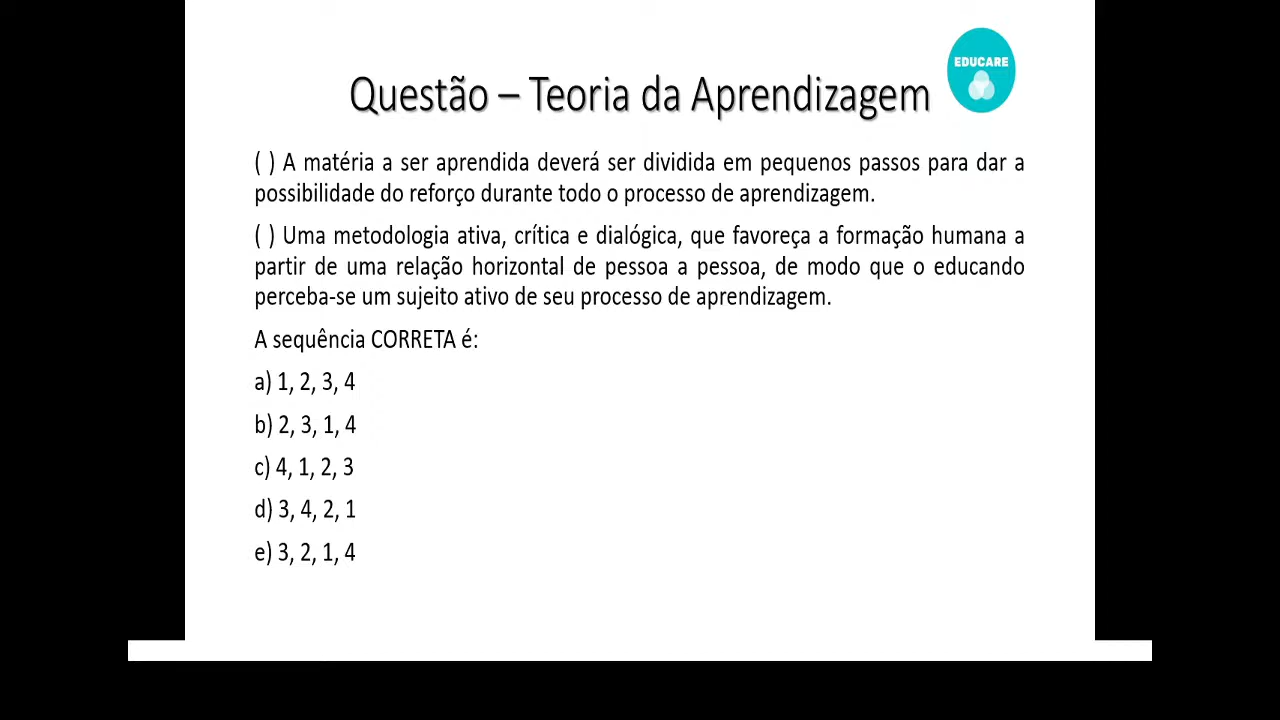 EDUCARE
Questão – Teoria da Aprendizagem
( ) A matéria a ser aprendida deverá ser dividida em pequenos passos para dar a
possibilidade do reforço durante todo o processo de aprendizagem.
( ) Uma metodologia ativa, crítica e dialógica, que favoreça a formação humana a
partir de uma relação horizontal de pessoa a pessoa, de modo que o educando
perceba-se um sujeito ativo de seu processo de aprendizagem.
A sequência CORRETA é:
a) 1, 2, 3, 4
b) 2, 3, 1, 4
c) 4, 1, 2, 3
d) 3, 4, 2, 1
e) 3, 2, 1, 4